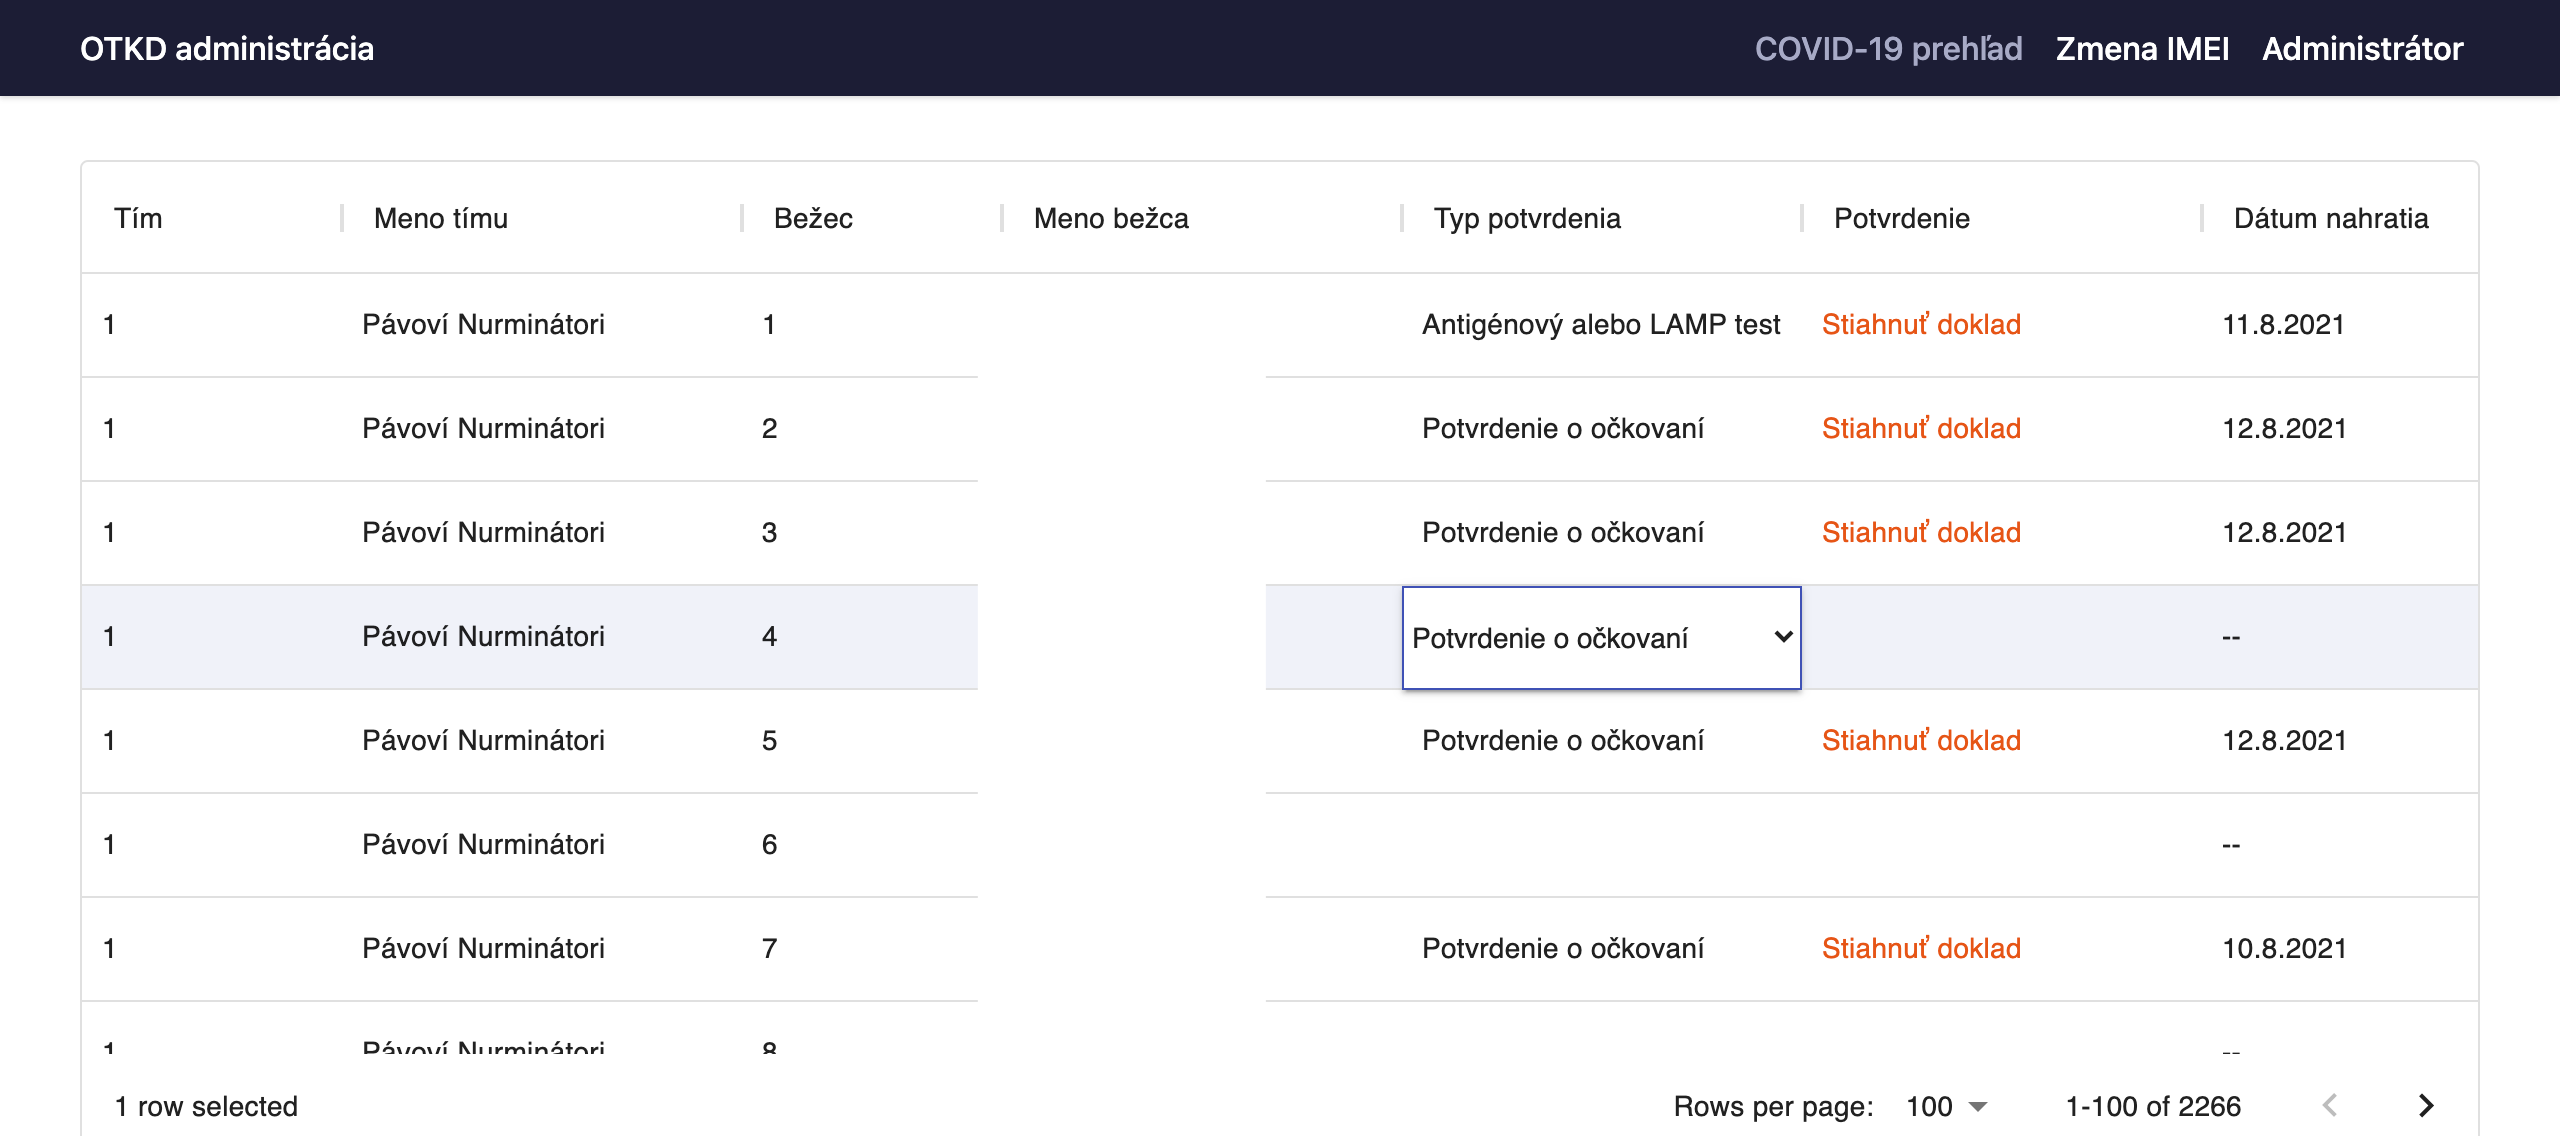 OTKD administrácia COVID-19 prehľad Zmena IMEI Administrátor
Tím Meno tímu Bežec Meno bežca Typ potvrdenia Potvrdenie Dátum nahratia
1 Pávoví Nurminátori 1 Antigénový alebo LAMP test Stiahnuť doklad 11.8.2021
1 Pávoví Nurminátori 2 Potvrdenie o očkovaní Stiahnuť doklad 12.8.2021
1 Pávoví Nurminátori 3 Potvrdenie o očkovaní Stiahnuť doklad 12.8.2021
1 Pávoví Nurminátori 4 Potvrdenie o očkovaní --
1 Pávoví Nurminátori 5 Potvrdenie o očkovaní Stiahnuť doklad 12.8.2021
1 Pávoví Nurminátori 6 --
1 Pávoví Nurminátori 7 Potvrdenie o očkovaní Stiahnuť doklad 10.8.2021
1 Pávoví Nurminátori 8 --
1 row selected Rows per page: 100 1-100 of 2266